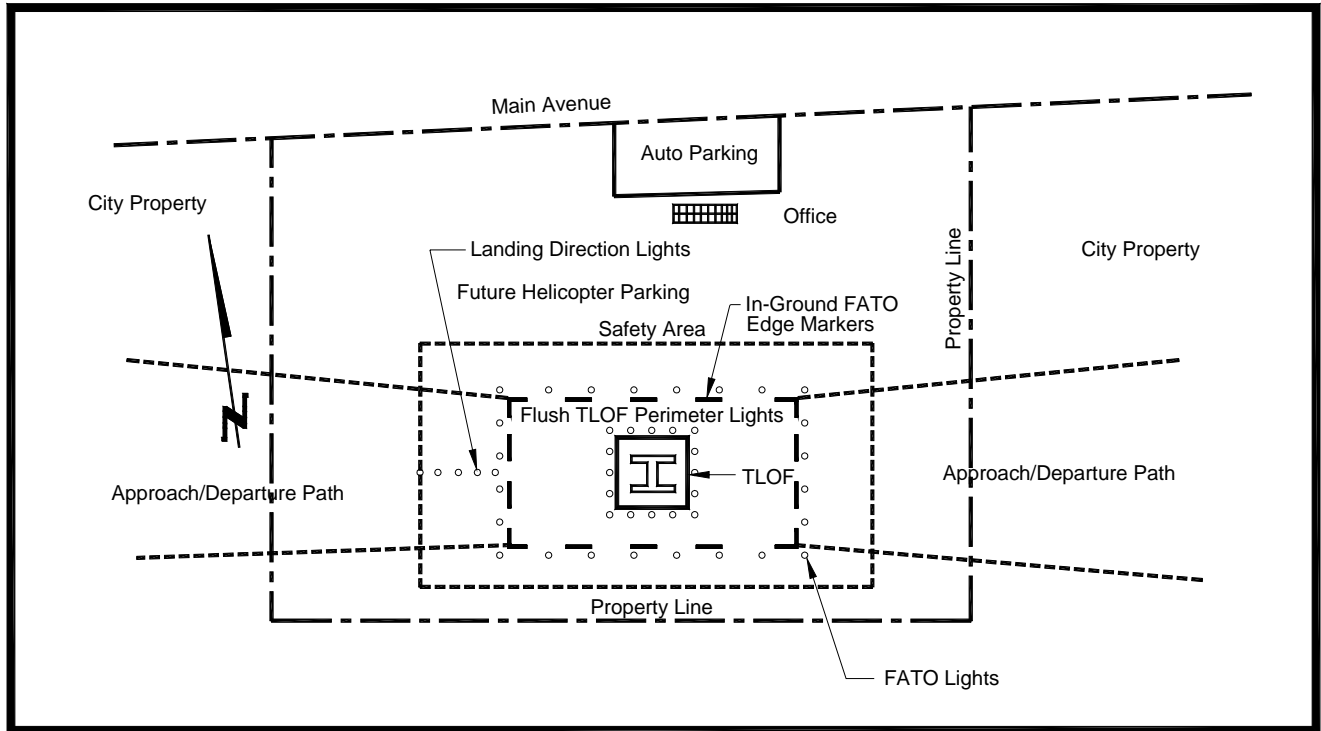 Main Avenue
Auto Parking
City Property
Office
Landing Direction Lights
City Property
Property Line
Future Helicopter Parking
In-Ground FATO
Edge Markers
Safety Area
Flush TLOF Perimeter Lights
N
H
TLOF
Approach/Departure Path
Approach/Departure Path
Property Line
FATO Lights